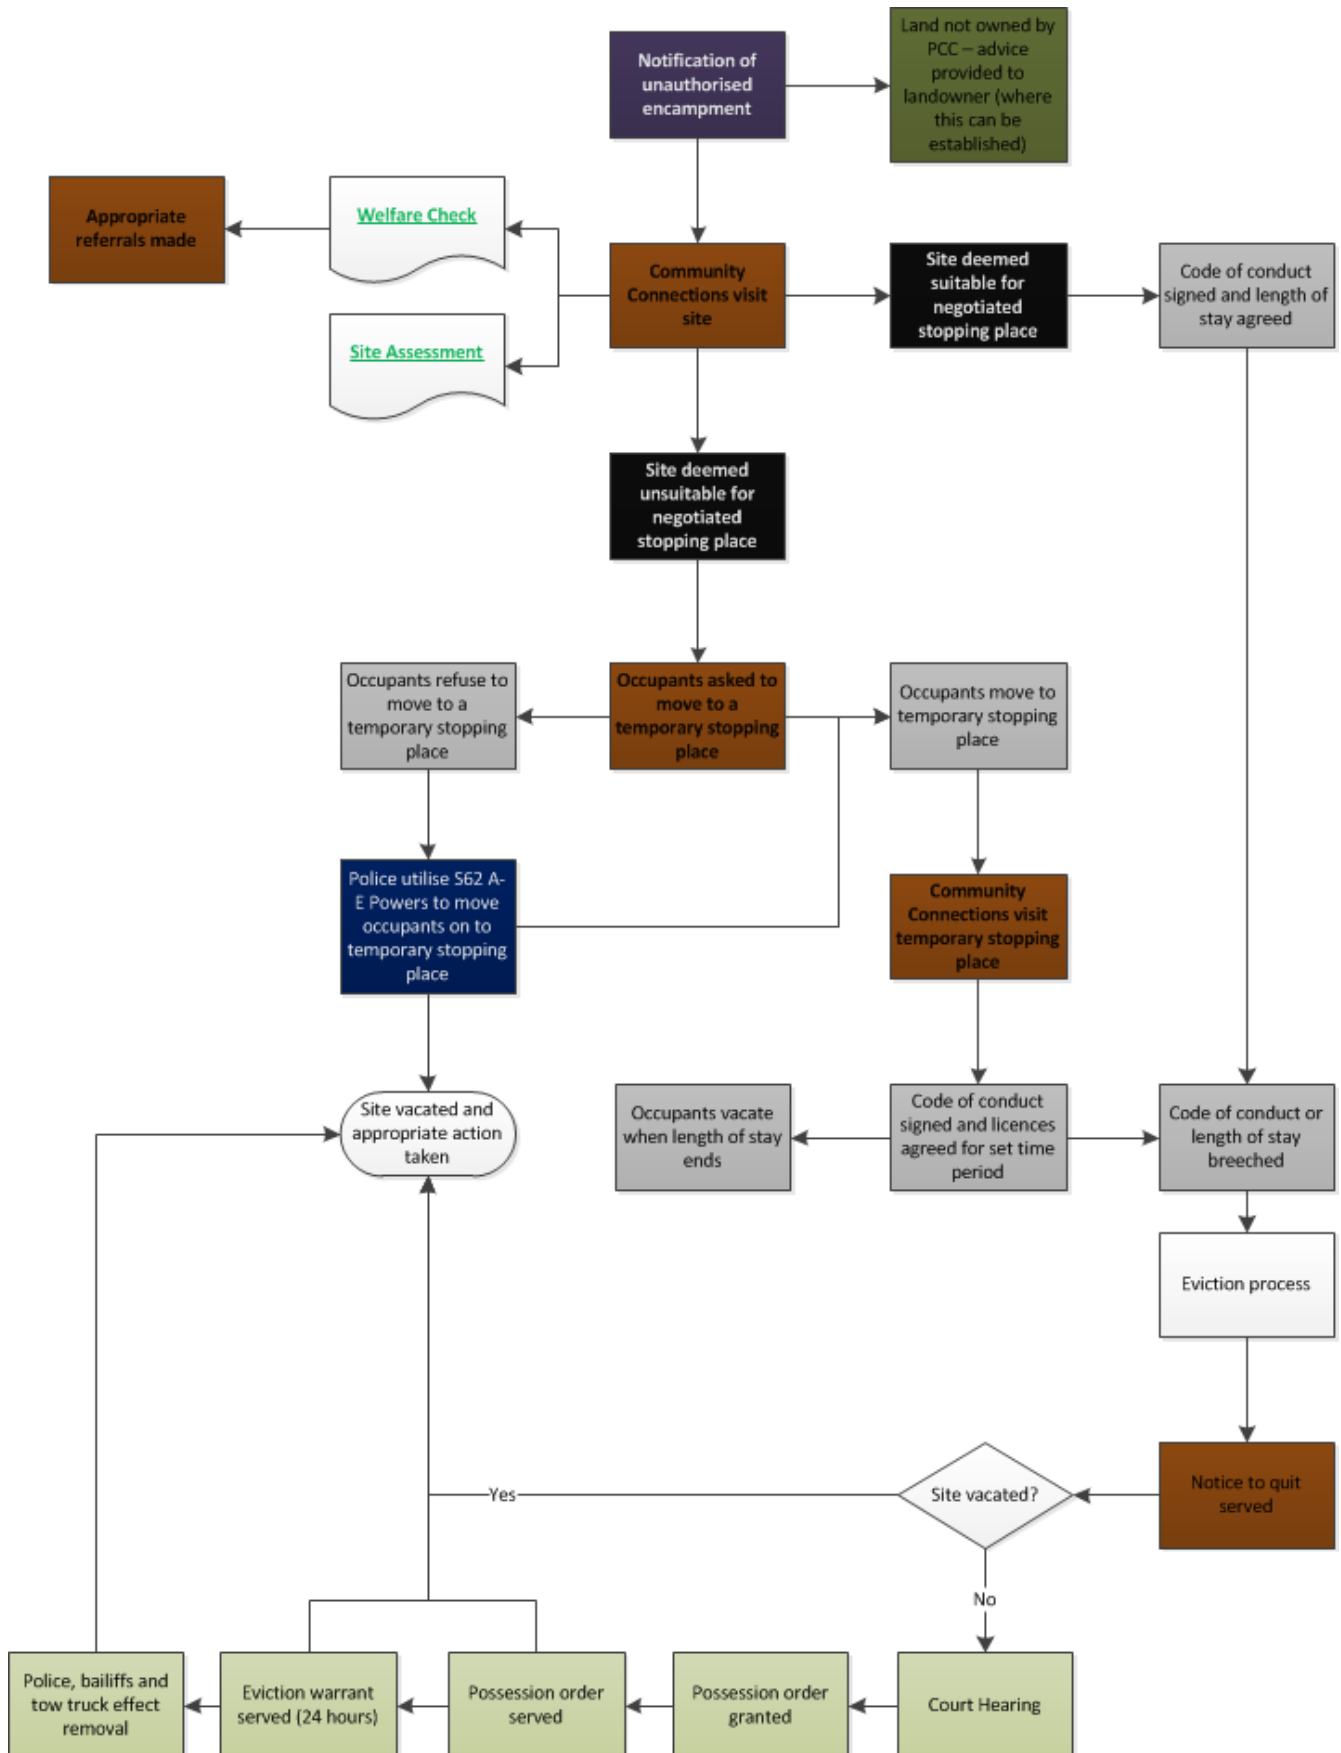 Notification of
unauthorised
encampment
Land not owned by
PCC – advice
provided to
landowner (where
this can be
established)
Appropriate
referrals made
Welfare Check
Community
Connections visit
site
Site deemed
suitable for
negotiated
stopping place
Code of conduct
signed and length of
stay agreed
Site Assessment
Site deemed
unsuitable for
negotiated
stopping place
Occupants refuse to
move to a
temporary stopping
place
Occupants asked to
move to a
temporary stopping
place
Occupants move to
temporary stopping
place
Police utilise S62 A-
E Powers to move
occupants on to
temporary stopping
place
Community
Connections visit
temporary stopping
place
Site vacated and
appropriate action
taken
Occupants vacate
when length of stay
ends
Code of conduct
signed and licences
agreed for set time
period
Code of conduct or
length of stay
breeched
Eviction process
Notice to quit
served
Site vacated?
Yes
No
Police, bailiffs and
tow truck effect
removal
Eviction warrant
served (24 hours)
Possession order
served
Possession order
granted
Court Hearing